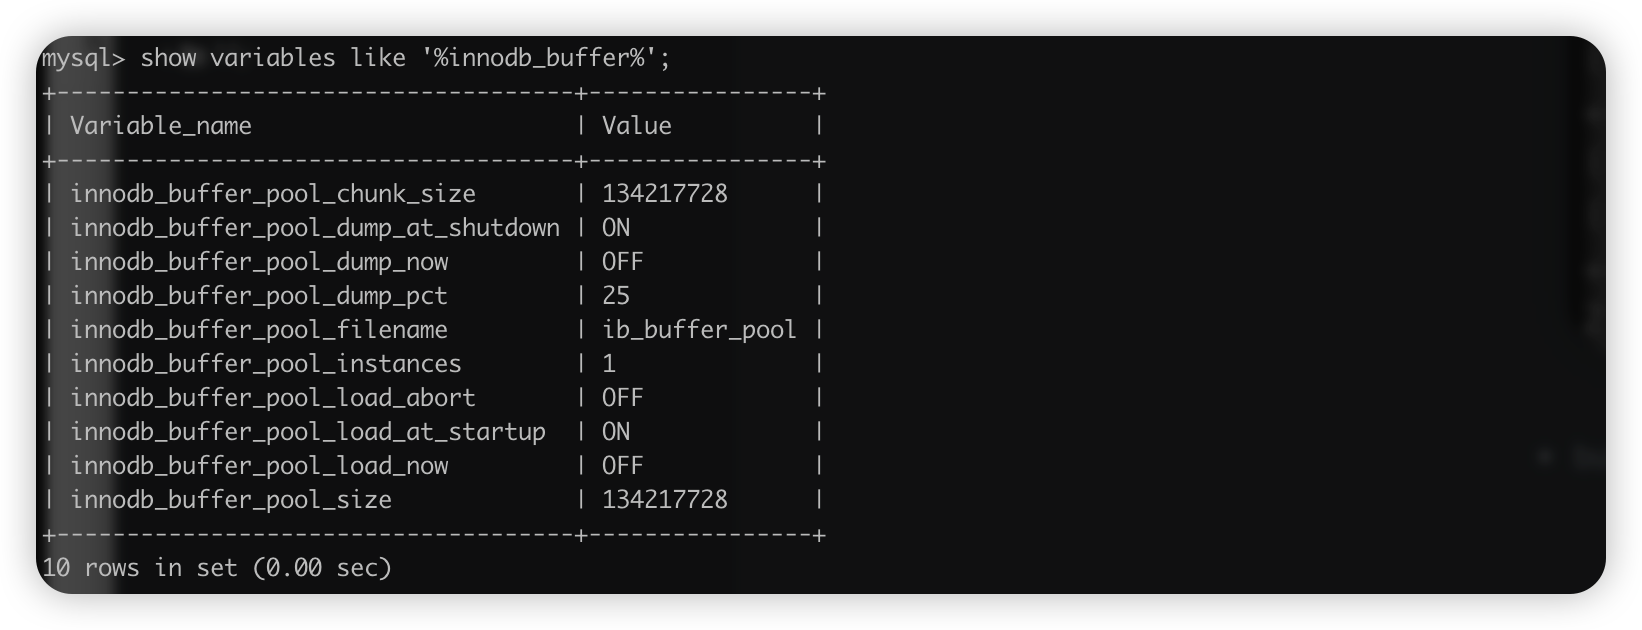 mysql> show variables like '%innodb_buffer%';
+-------------------------------------+----------------+
| Variable_name                       | Value          |
+-------------------------------------+----------------+
| innodb_buffer_pool_chunk_size       | 134217728      |
| innodb_buffer_pool_dump_at_shutdown | ON             |
| innodb_buffer_pool_dump_now         | OFF            |
| innodb_buffer_pool_dump_pct         | 25             |
| innodb_buffer_pool_filename         | ib_buffer_pool |
| innodb_buffer_pool_instances        | 1              |
| innodb_buffer_pool_load_abort       | OFF            |
| innodb_buffer_pool_load_at_startup  | ON             |
| innodb_buffer_pool_load_now         | OFF            |
| innodb_buffer_pool_size             | 134217728      |
+-------------------------------------+----------------+
10 rows in set (0.00 sec)